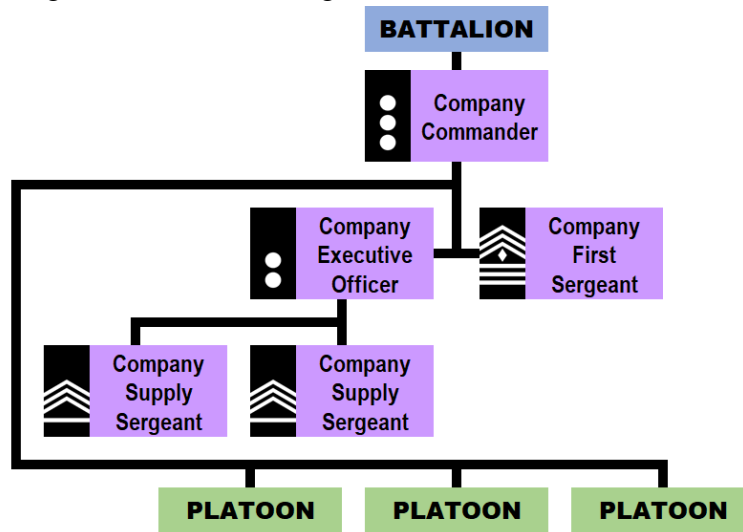 BATTALION
Company
Commander
Company
Executive
Officer
Company
First
Sergeant
Company
Supply
Sergeant
Company
Supply
Sergeant
PLATOON
PLATOON
PLATOON